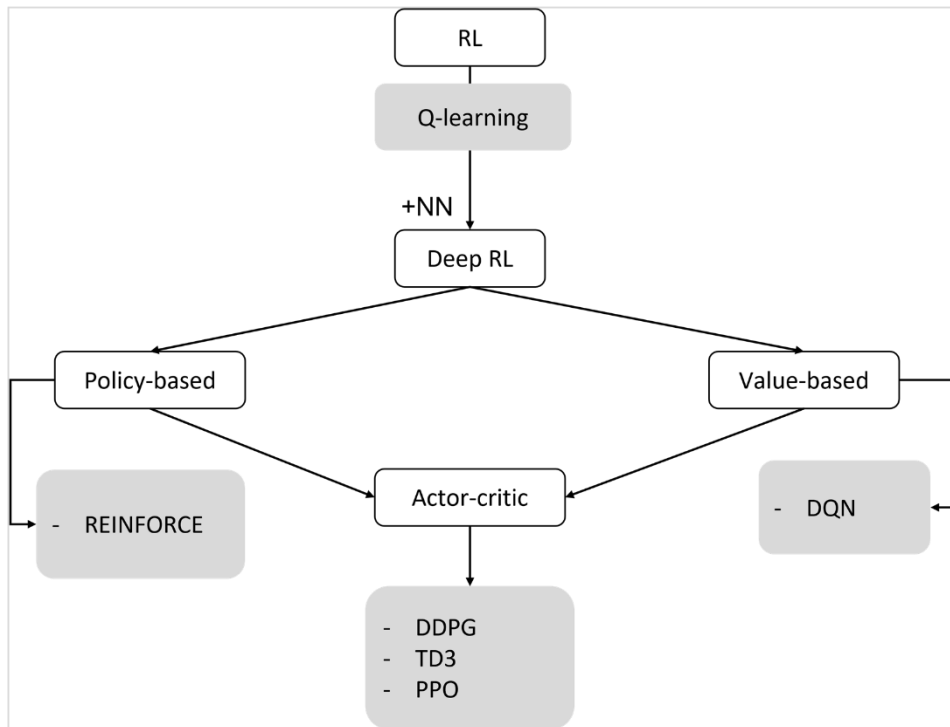 RL
Q-learning
+NN
Deep RL
Policy-based
Value-based
Actor-critic
- REINFORCE
- DQN
- DDPG
- TD3
- PPO